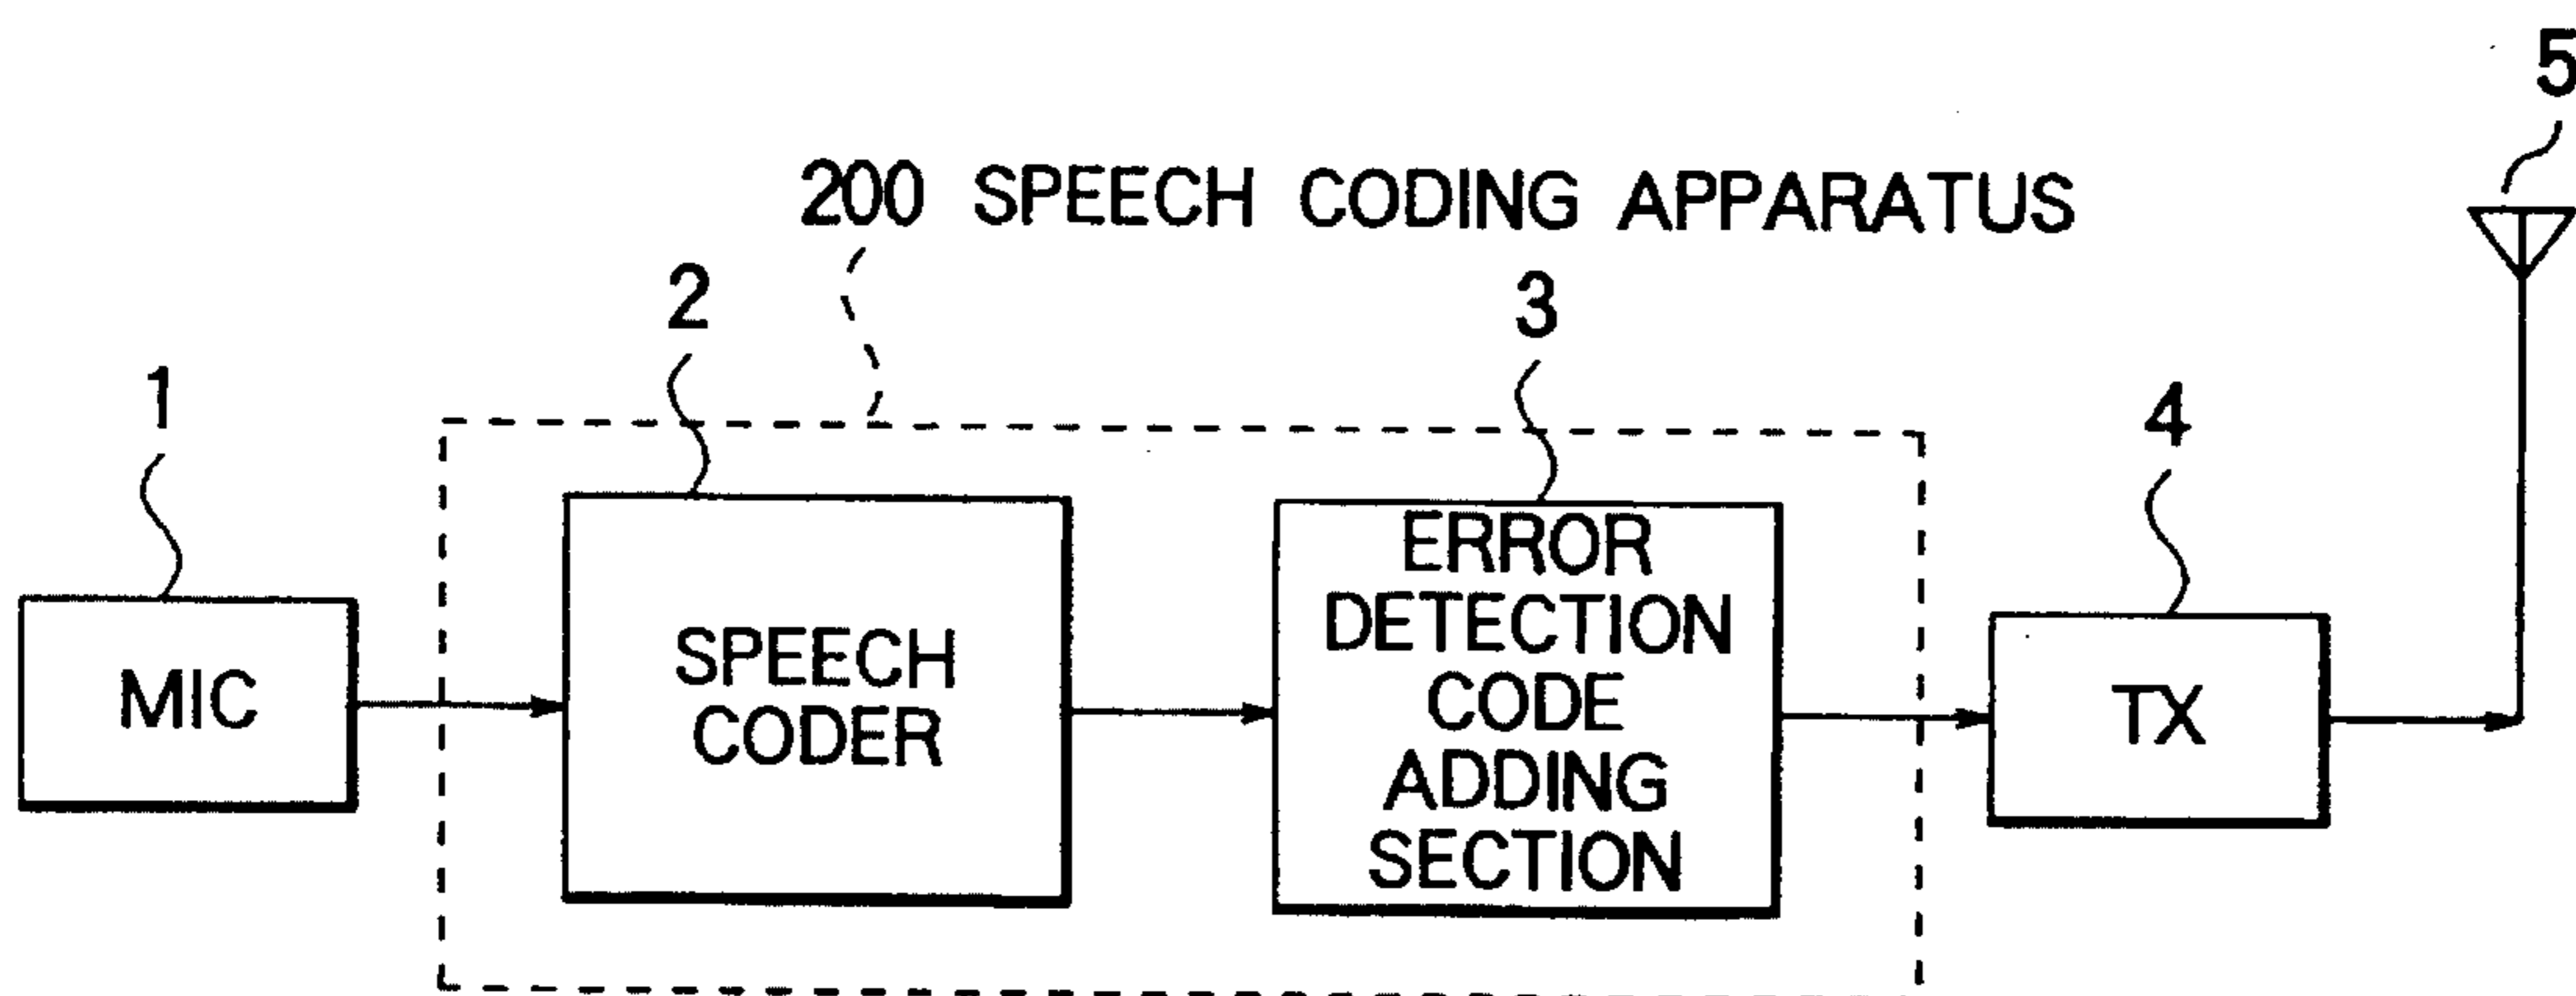 5
200 SPEECH CODING APPARATUS
2
3
1
4
MIC
SPEECH
CODER
ERROR
DETECTION
CODE
ADDING
SECTION
TX